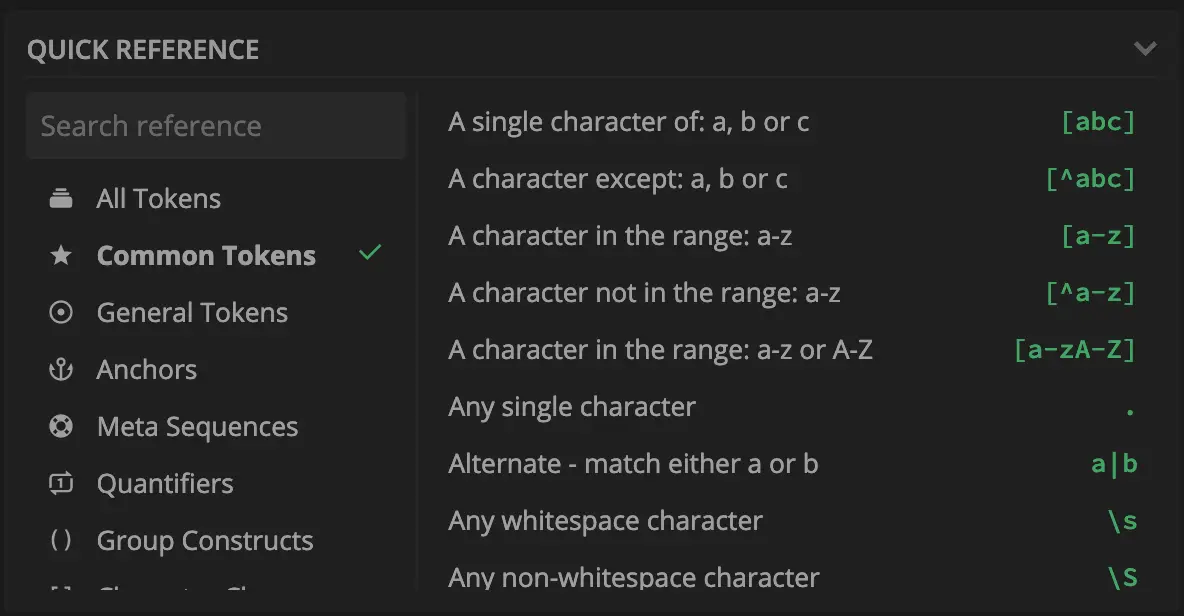 QUICK REFERENCE
Search reference
All Tokens
Common Tokens
General Tokens
Anchors
Meta Sequences
Quantifiers
Group Constructs
A single character of: a, b or c [abc]
A character except: a, b or c [^abc]
A character in the range: a-z [a-z]
A character not in the range: a-z [^a-z]
A character in the range: a-z or A-Z [a-zA-Z]
Any single character .
Alternate - match either a or b a|b
Any whitespace character \s
Any non-whitespace character \S